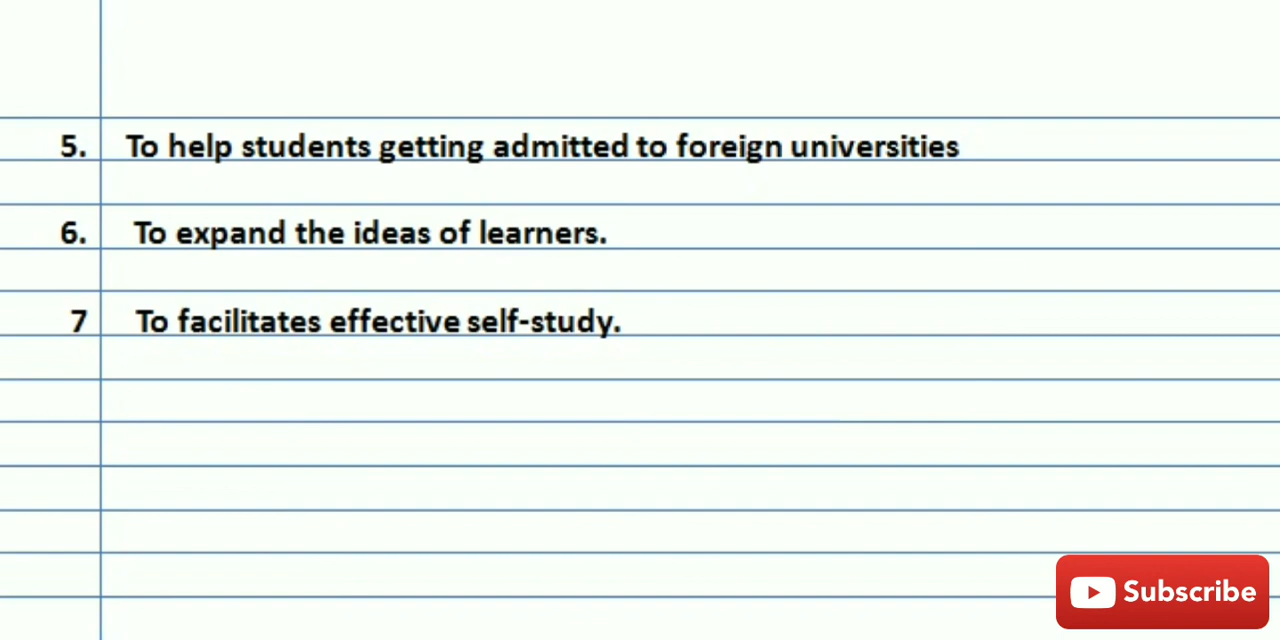 5. To help students getting admitted to foreign universities
6. To expand the ideas of learners.
7 To facilitates effective self-study.
Subscribe